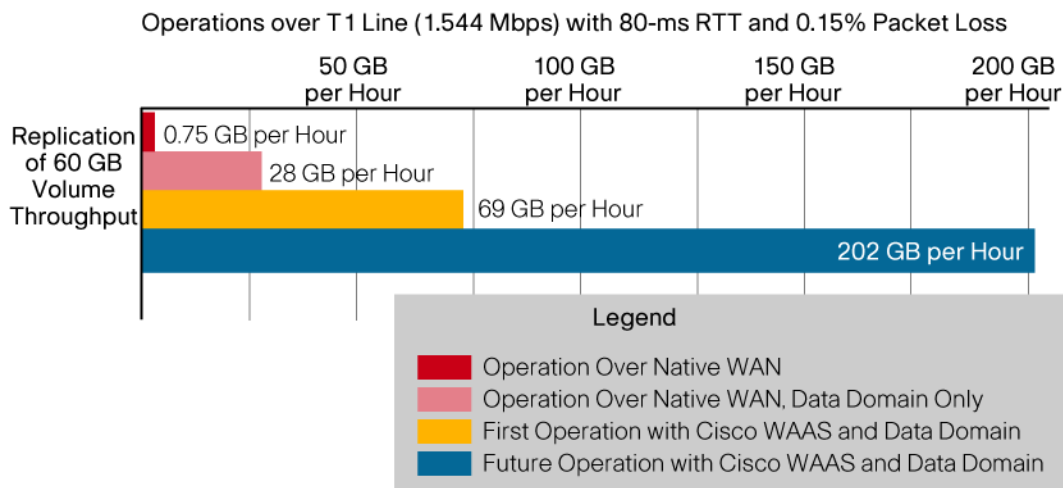 Operations over T1 Line (1.544 Mbps) with 80-ms RTT and 0.15% Packet Loss
50 GB
per Hour
100 GB
per Hour
150 GB
per Hour
200 GB
per Hour
Replication
of 60 GB
Volume
Throughput
0.75 GB per Hour
28 GB per Hour
69 GB per Hour
202 GB per Hour
Legend
Operation Over Native WAN
Operation Over Native WAN, Data Domain Only
First Operation with Cisco WAAS and Data Domain
Future Operation with Cisco WAAS and Data Domain